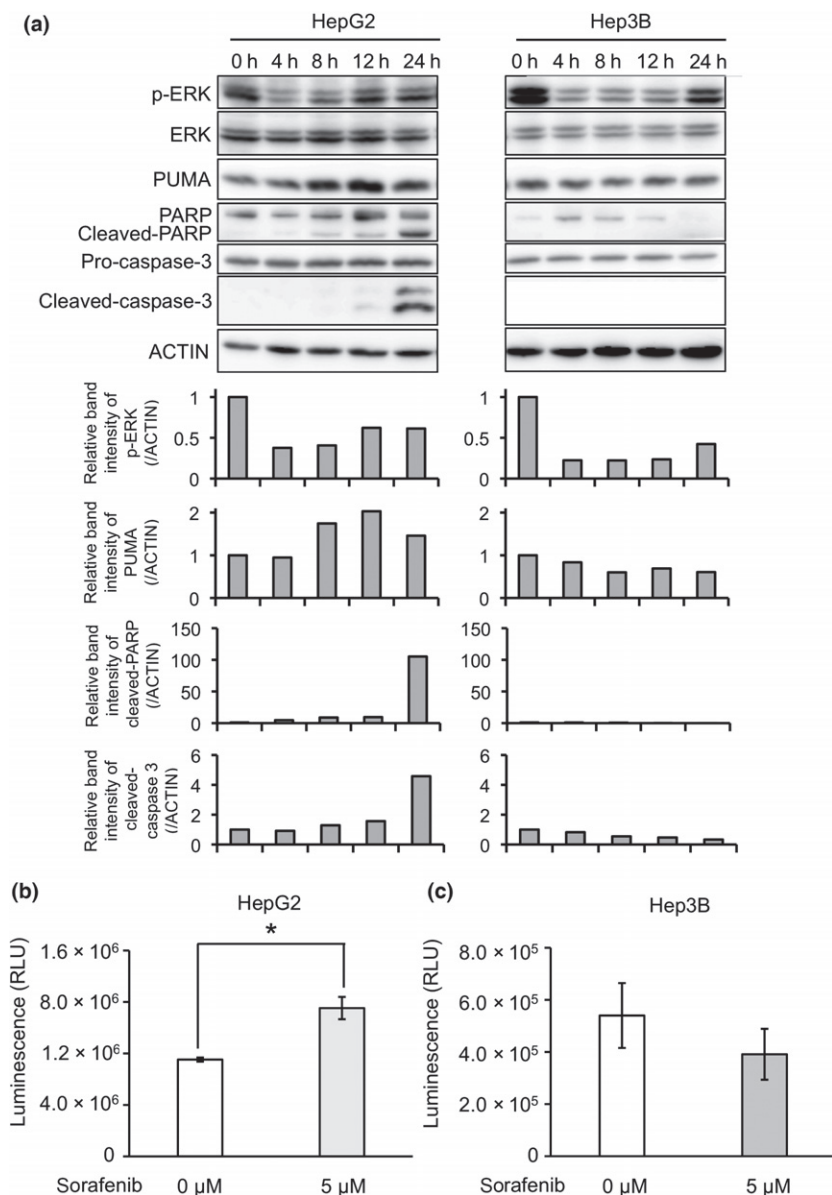 (a)
HepG2 Hep3B
0 h 4 h 8 h 12 h 24 h 0 h 4 h 8 h 12 h 24 h
p-ERK
ERK
PUMA
PARP
Cleaved-PARP
Pro-caspase-3
Cleaved-caspase-3
ACTIN
Relative band
intensity of
p-ERK
(/ACTIN)
1
0.5
0
1
0.5
0
Relative band
intensity of
PUMA
(/ACTIN)
2
1
0
2
1
0
Relative band
intensity of
cleaved-PARP
(/ACTIN)
150
100
50
0
150
100
50
0
Relative band
intensity of
cleaved-
caspase 3
(/ACTIN)
6
4
2
0
6
4
2
0
(b)
HepG2
Luminescence (RLU)
1.6 × 10⁶
8.0 × 10⁶
1.2 × 10⁶
4.0 × 10⁶
0
*
Sorafenib 0 µM 5 µM
(c)
Hep3B
Luminescence (RLU)
8.0 × 10⁵
6.0 × 10⁵
4.0 × 10⁵
2.0 × 10⁵
0
Sorafenib 0 µM 5 µM